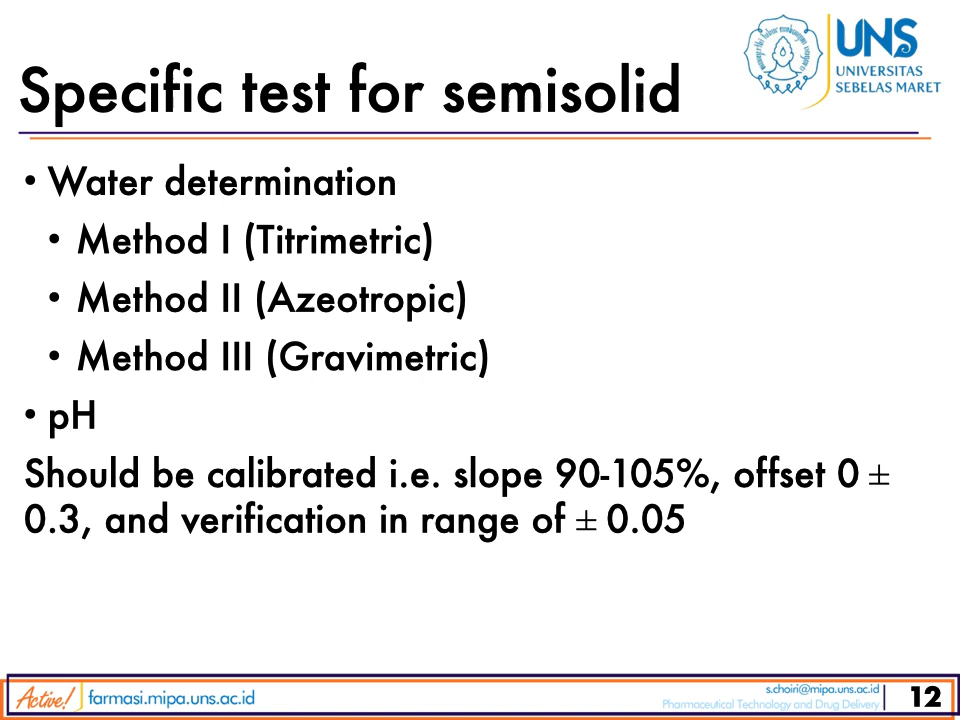 UNS
UNIVERSITAS
SEBELAS MARET
Specific test for semisolid
• Water determination
• Method I (Titrimetric)
• Method II (Azeotropic)
• Method III (Gravimetric)
• pH
Should be calibrated i.e. slope 90-105%, offset 0 ±
0.3, and verification in range of ± 0.05
Active!
farmasi.mipa.uns.ac.id
s.choiri@mipa.uns.ac.id
Pharmaceutical Technology and Drug Delivery
12